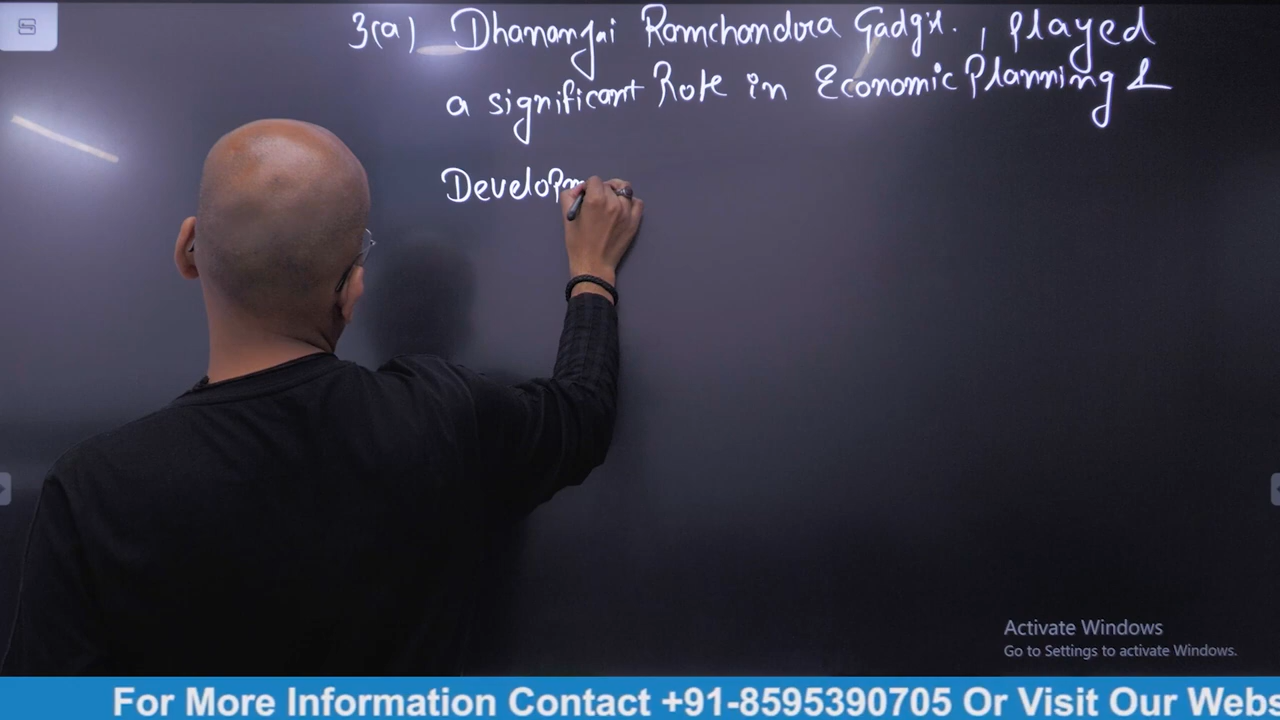 3(a) Dhananjai Ramchandra Gadgil. , played
a significant Role in Economic Planning &
Developm
Activate Windows
Go to Settings to activate Windows.
For More Information Contact +91-8595390705 Or Visit Our Webs